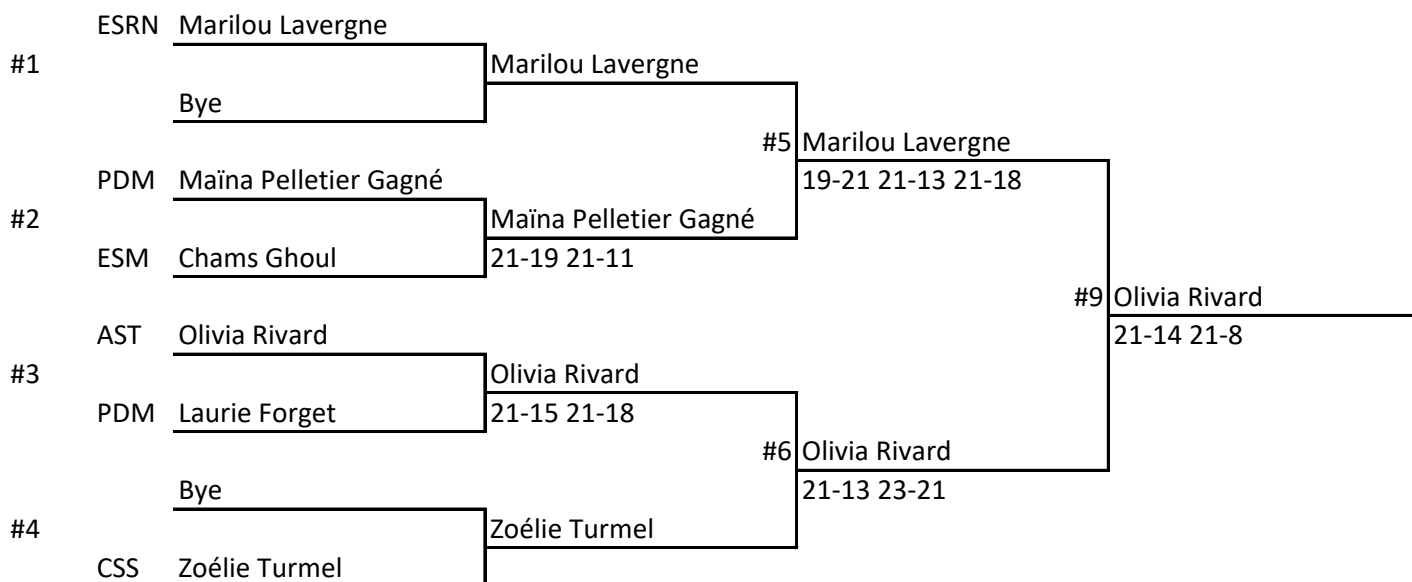 ESRN Marilou Lavergne
#1 Marilou Lavergne
Bye
#5 Marilou Lavergne
PDM Maïna Pelletier Gagné 19-21 21-13 21-18
#2 Maïna Pelletier Gagné
ESM Chams Ghoul 21-19 21-11
#9 Olivia Rivard
AST Olivia Rivard 21-14 21-8
#3 Olivia Rivard
PDM Laurie Forget 21-15 21-18
#6 Olivia Rivard
Bye 21-13 23-21
#4 Zoélie Turmel
CSS Zoélie Turmel